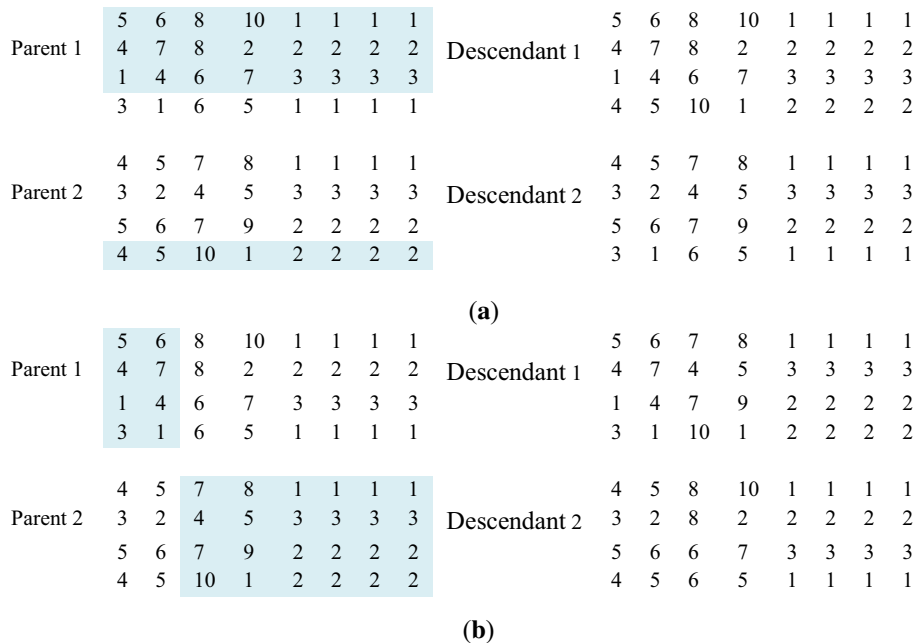 5 6 8 10 1 1 1 1 5 6 8 10 1 1 1 1
Parent 1 4 7 8 2 2 2 2 2 Descendant 1 4 7 8 2 2 2 2 2
1 4 6 7 3 3 3 3 1 4 6 7 3 3 3 3
3 1 6 5 1 1 1 1 4 5 10 1 2 2 2 2
4 5 7 8 1 1 1 1 4 5 7 8 1 1 1 1
Parent 2 3 2 4 5 3 3 3 3 Descendant 2 3 2 4 5 3 3 3 3
5 6 7 9 2 2 2 2 5 6 7 9 2 2 2 2
4 5 10 1 2 2 2 2 3 1 6 5 1 1 1 1
(a)
5 6 8 10 1 1 1 1 5 6 7 8 1 1 1 1
Parent 1 4 7 8 2 2 2 2 2 Descendant 1 4 7 4 5 3 3 3 3
1 4 6 7 3 3 3 3 1 4 7 9 2 2 2 2
3 1 6 5 1 1 1 1 3 1 10 1 2 2 2 2
4 5 7 8 1 1 1 1 4 5 8 10 1 1 1 1
Parent 2 3 2 4 5 3 3 3 3 Descendant 2 3 2 8 2 2 2 2 2
5 6 7 9 2 2 2 2 5 6 6 7 3 3 3 3
4 5 10 1 2 2 2 2 4 5 6 5 1 1 1 1
(b)